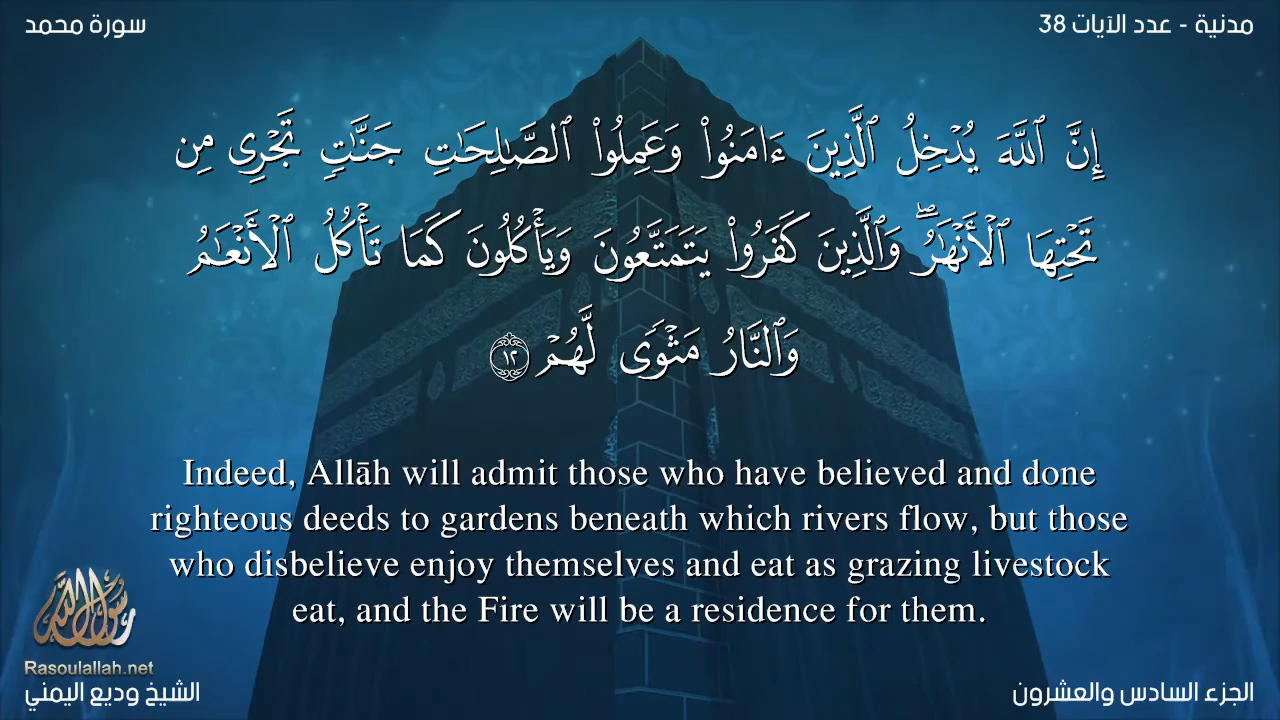 مدنية - عدد الآيات 38
سورة محمد
إِنَّ ٱللَّهَ يُدۡخِلُ ٱلَّذِينَ ءَامَنُواْ وَعَمِلُواْ ٱلصَّٰلِحَٰتِ جَنَّٰتٖ تَجۡرِي مِن
تَحۡتِهَا ٱلۡأَنۡهَٰرُۖ وَٱلَّذِينَ كَفَرُواْ يَتَمَتَّعُونَ وَيَأۡكُلُونَ كَمَا تَأۡكُلُ ٱلۡأَنۡعَٰمُ
وَٱلنَّارُ مَثۡوٗى لَّهُمۡ ١٢
Indeed, Allāh will admit those who have believed and done
righteous deeds to gardens beneath which rivers flow, but those
who disbelieve enjoy themselves and eat as grazing livestock
eat, and the Fire will be a residence for them.
رسول الله
Rasoulallah.net
الشيخ وديع اليمني
الجزء السادس والعشرون